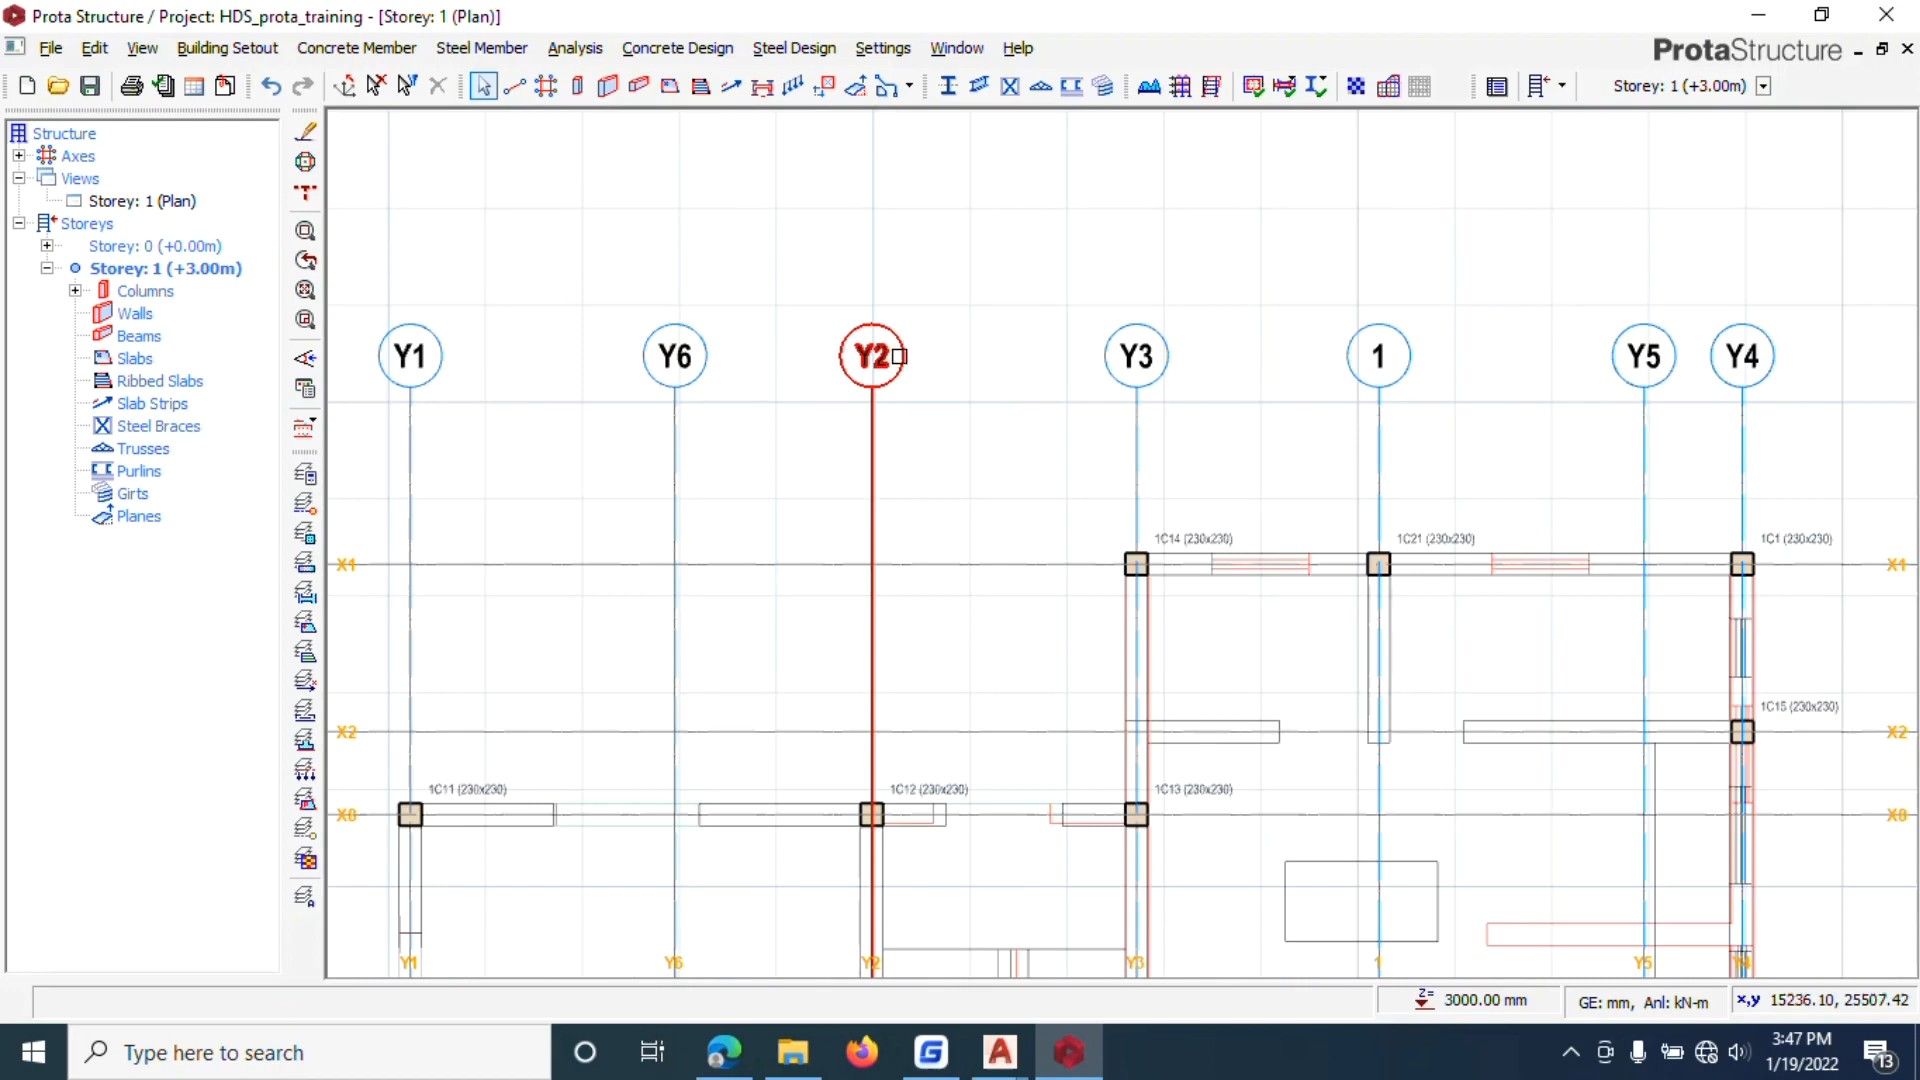 Prota Structure / Project: HDS_prota_training - [Storey: 1 (Plan)]
File Edit View Building Setout Concrete Member Steel Member Analysis Concrete Design Steel Design Settings Window Help
ProtaStructure
Storey: 1 (+3.00m)
Structure
Axes
Views
Storey: 1 (Plan)
Storeys
Storey: 0 (+0.00m)
Storey: 1 (+3.00m)
Columns
Walls
Beams
Slabs
Ribbed Slabs
Slab Strips
Steel Braces
Trusses
Purlins
Girts
Planes
Y1 Y6 Y2 Y3 1 Y5 Y4
1C14 (230x230) 1C21 (230x230) 1C1 (230x230)
X1 X1
1C15 (230x230)
X2 X2
1C11 (230x230) 1C12 (230x230) 1C13 (230x230)
Y1 Y6 Y2 Y3 1 Y5
Z= 3000.00 mm GE: mm, Anl: kN-m x,y 15236.10, 25507.42
Type here to search
3:47 PM
1/19/2022
13